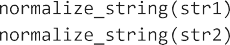 normalize_string(str1)
normalize_string(str2)